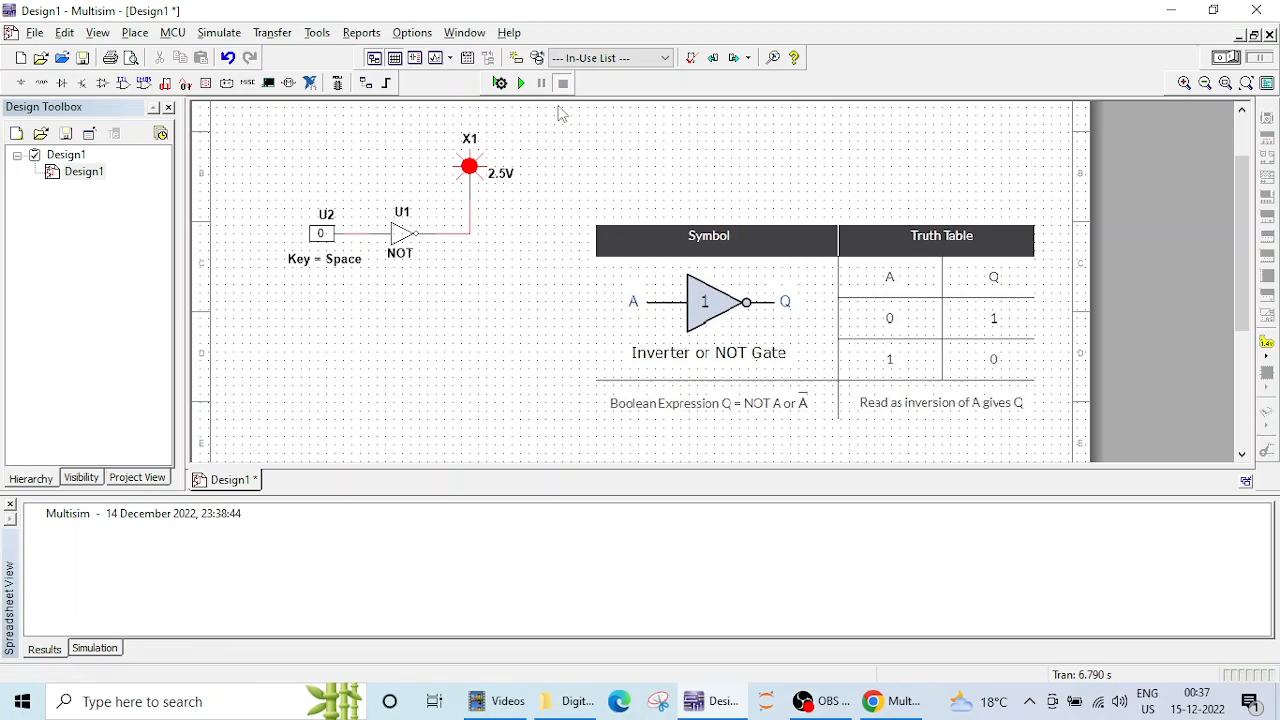 Design1 - Multisim - [Design1 *]
File Edit View Place MCU Simulate Transfer Tools Reports Options Window Help
--- In-Use List ---
Design Toolbox
Design1
Design1
Hierarchy Visibility Project View
X1
2.5V
U2
U1
0
Key = Space
NOT
Symbol Truth Table
A 1 Q
A Q
0 1
1 0
Inverter or NOT Gate
Boolean Expression Q = NOT A or A̅
Read as inversion of A gives Q
B
C
D
E
B
C
D
E
Design1 *
Multisim - 14 December 2022, 23:38:44
Spreadsheet View
Results Simulation
Tran: 6.790 s
Type here to search
Videos
Digit...
Desi...
OBS ...
Mult...
18°C
ENG
US
00:37
15-12-2022
1